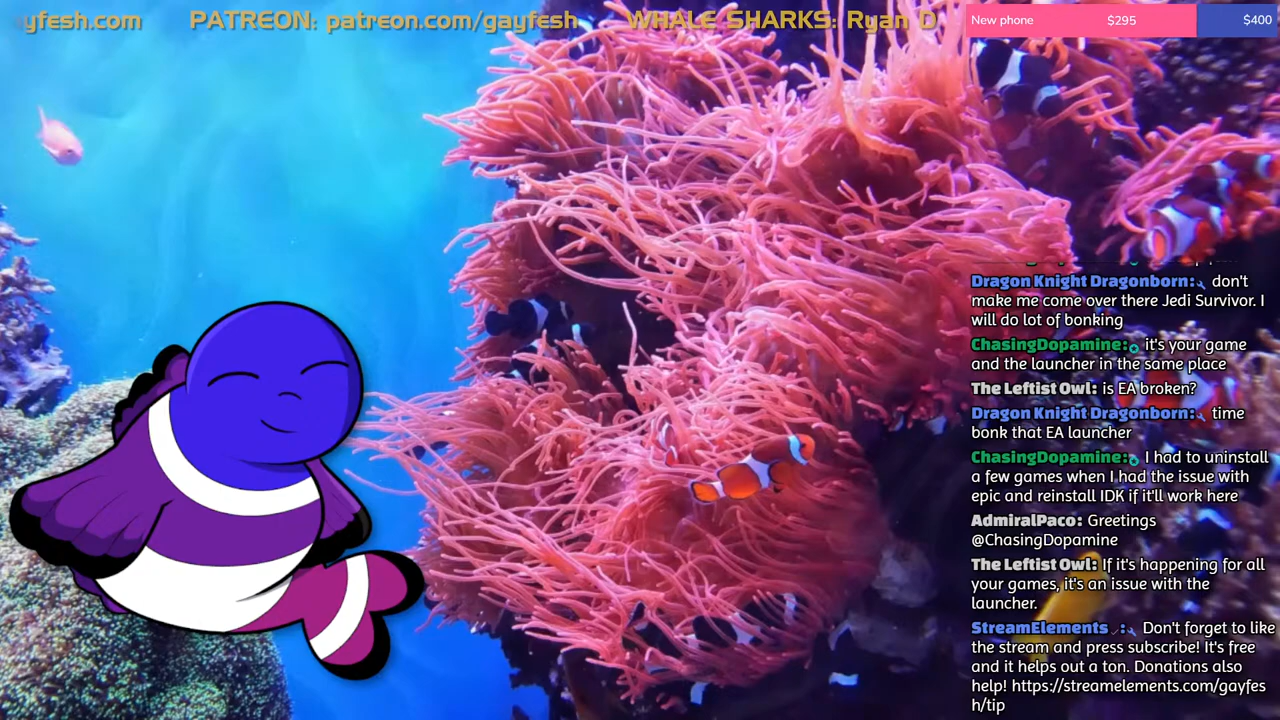 yfesh.com PATREON: patreon.com/gayfesh WHALE SHARKS: Ryan D
New phone $295 $400
Dragon Knight Dragonborn: don't
make me come over there Jedi Survivor. I
will do lot of bonking
ChasingDopamine: it's your game
and the launcher in the same place
The Leftist Owl: is EA broken?
Dragon Knight Dragonborn: time
bonk that EA launcher
ChasingDopamine: I had to uninstall
a few games when I had the issue with
epic and reinstall IDK if it'll work here
AdmiralPaco: Greetings
@ChasingDopamine
The Leftist Owl: If it's happening for all
your games, it's an issue with the
launcher.
StreamElements: Don't forget to like
the stream and press subscribe! It's free
and it helps out a ton. Donations also
help! https://streamelements.com/gayfes
h/tip